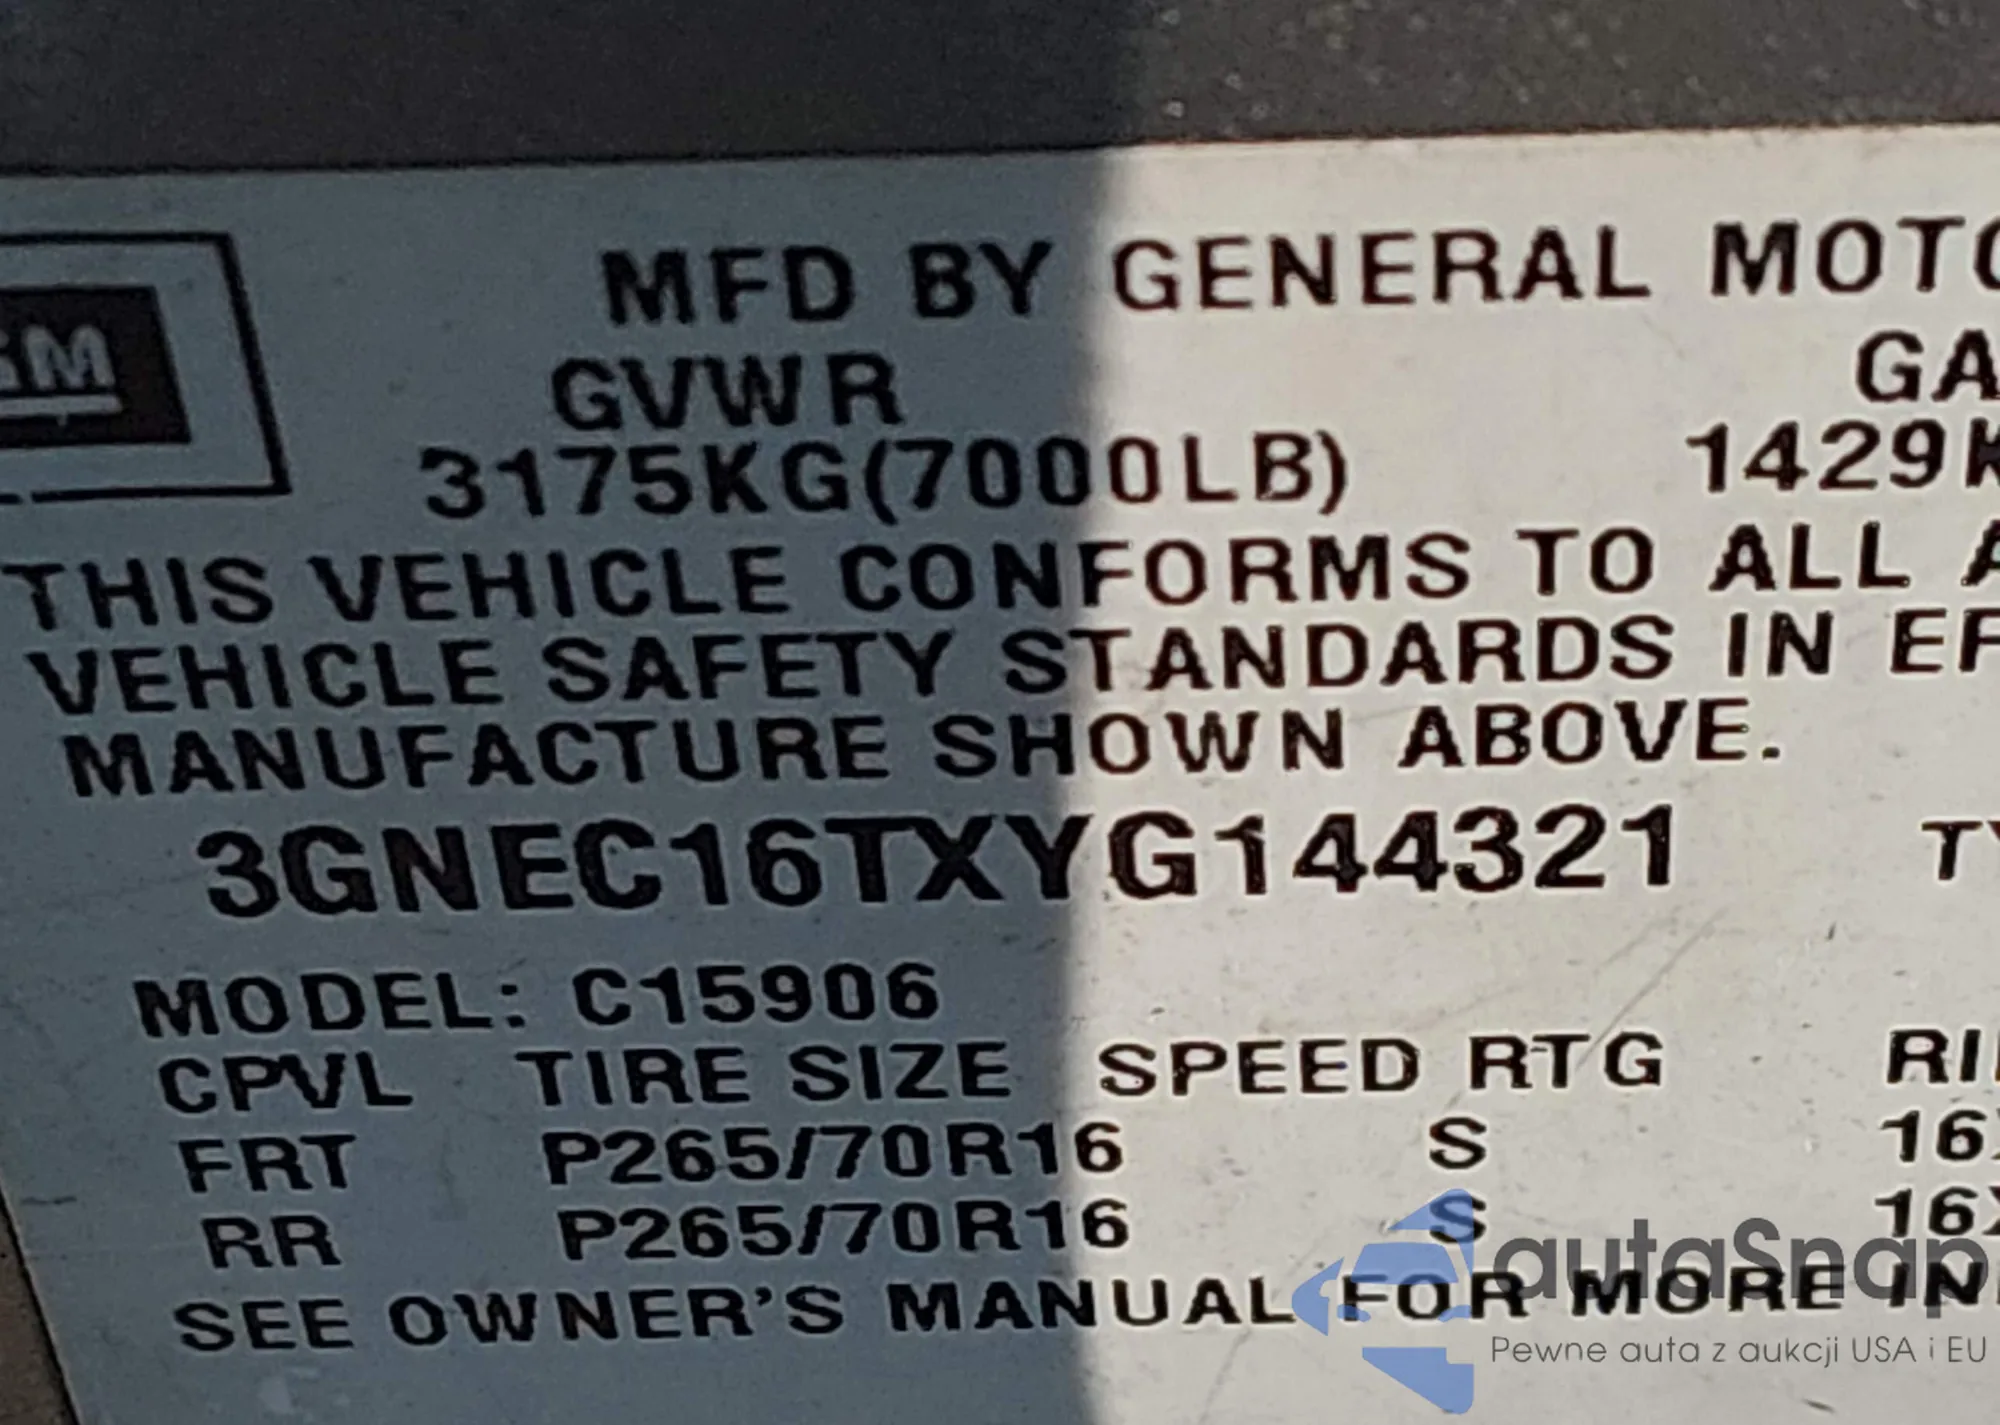 GM
MFD BY GENERAL MOTO
GVWR GA
3175KG(7000LB) 1429K
THIS VEHICLE CONFORMS TO ALL A
VEHICLE SAFETY STANDARDS IN EF
MANUFACTURE SHOWN ABOVE.
3GNEC16TXYG144321 TY
MODEL: C15906
CPVL TIRE SIZE SPEED RTG RI
FRT P265/70R16 S 16X
RR P265/70R16 S 16X
SEE OWNER'S MANUAL FOR MORE IN
autaSnap
Pewne auta z aukcji USA i EU